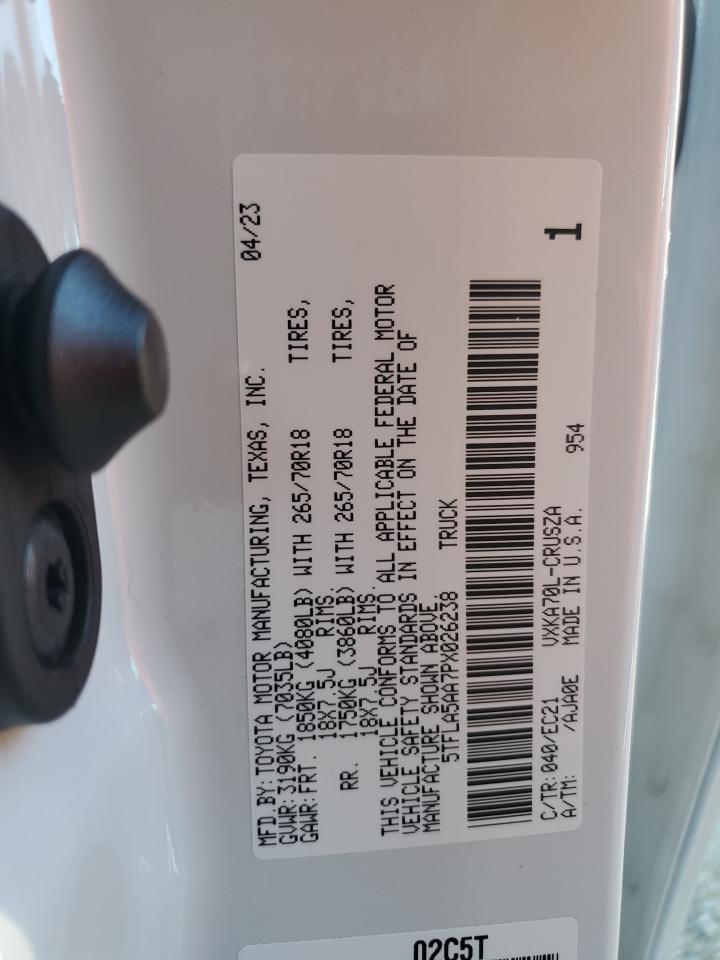 MFD.BY:TOYOTA MOTOR MANUFACTURING, TEXAS, INC. 04/23
GVWR:3190KG (7035LB)
GAWR:FRT. 1850KG (4080LB) WITH 265/70R18 TIRES,
18X7.5J RIMS.
RR. 1750KG (3860LB) WITH 265/70R18 TIRES,
18X7.5J RIMS.
THIS VEHICLE CONFORMS TO ALL APPLICABLE FEDERAL MOTOR
VEHICLE SAFETY STANDARDS IN EFFECT ON THE DATE OF
MANUFACTURE SHOWN ABOVE
5TFLA5AA7PX026238 TRUCK
C/TR:040/EC21 VXKA70L-CRUSZA 1
A/TM: /AJA0E MADE IN U.S.A. 954
02C5T